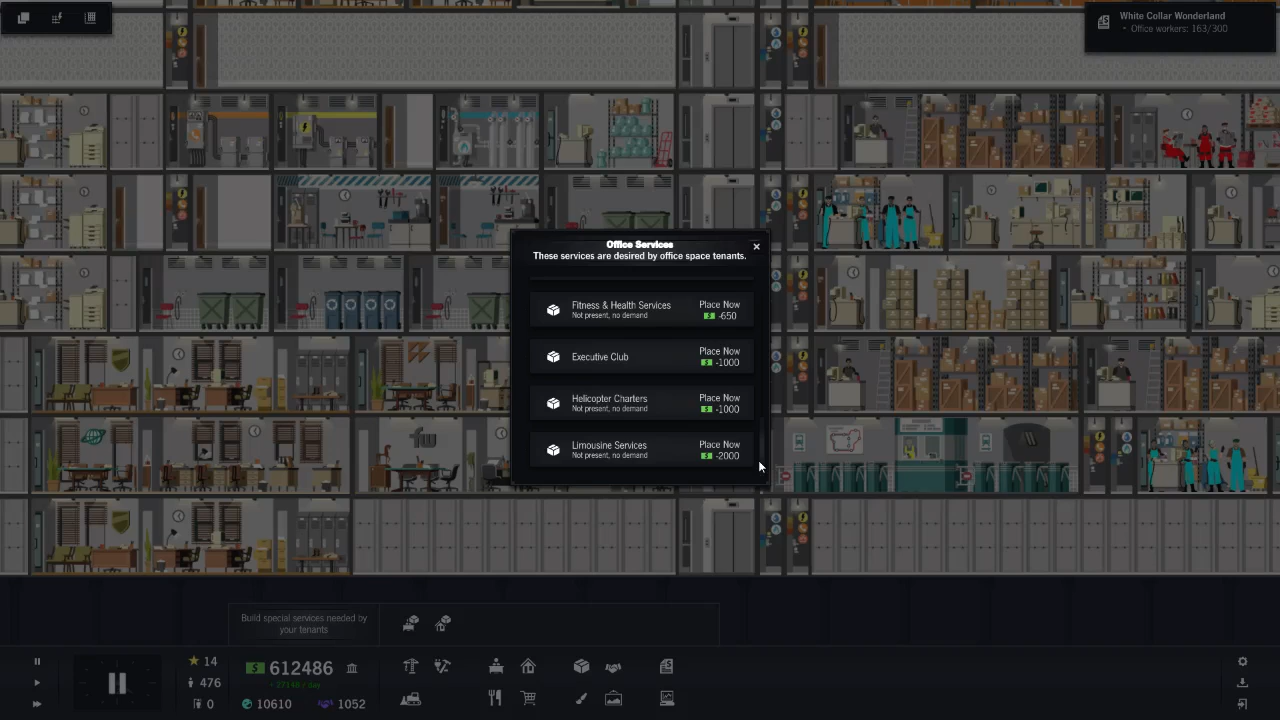 White Collar Wonderland
• Office workers: 163/300
Office Services
These services are desired by office space tenants.
Fitness & Health Services
Not present, no demand
Place Now
-650
Executive Club
Place Now
-1000
Helicopter Charters
Not present, no demand
Place Now
-1000
Limousine Services
Not present, no demand
Place Now
-2000
fw
Build special services needed by
your tenants
14
476
0
612486
+ 27148 / day
10610
1052